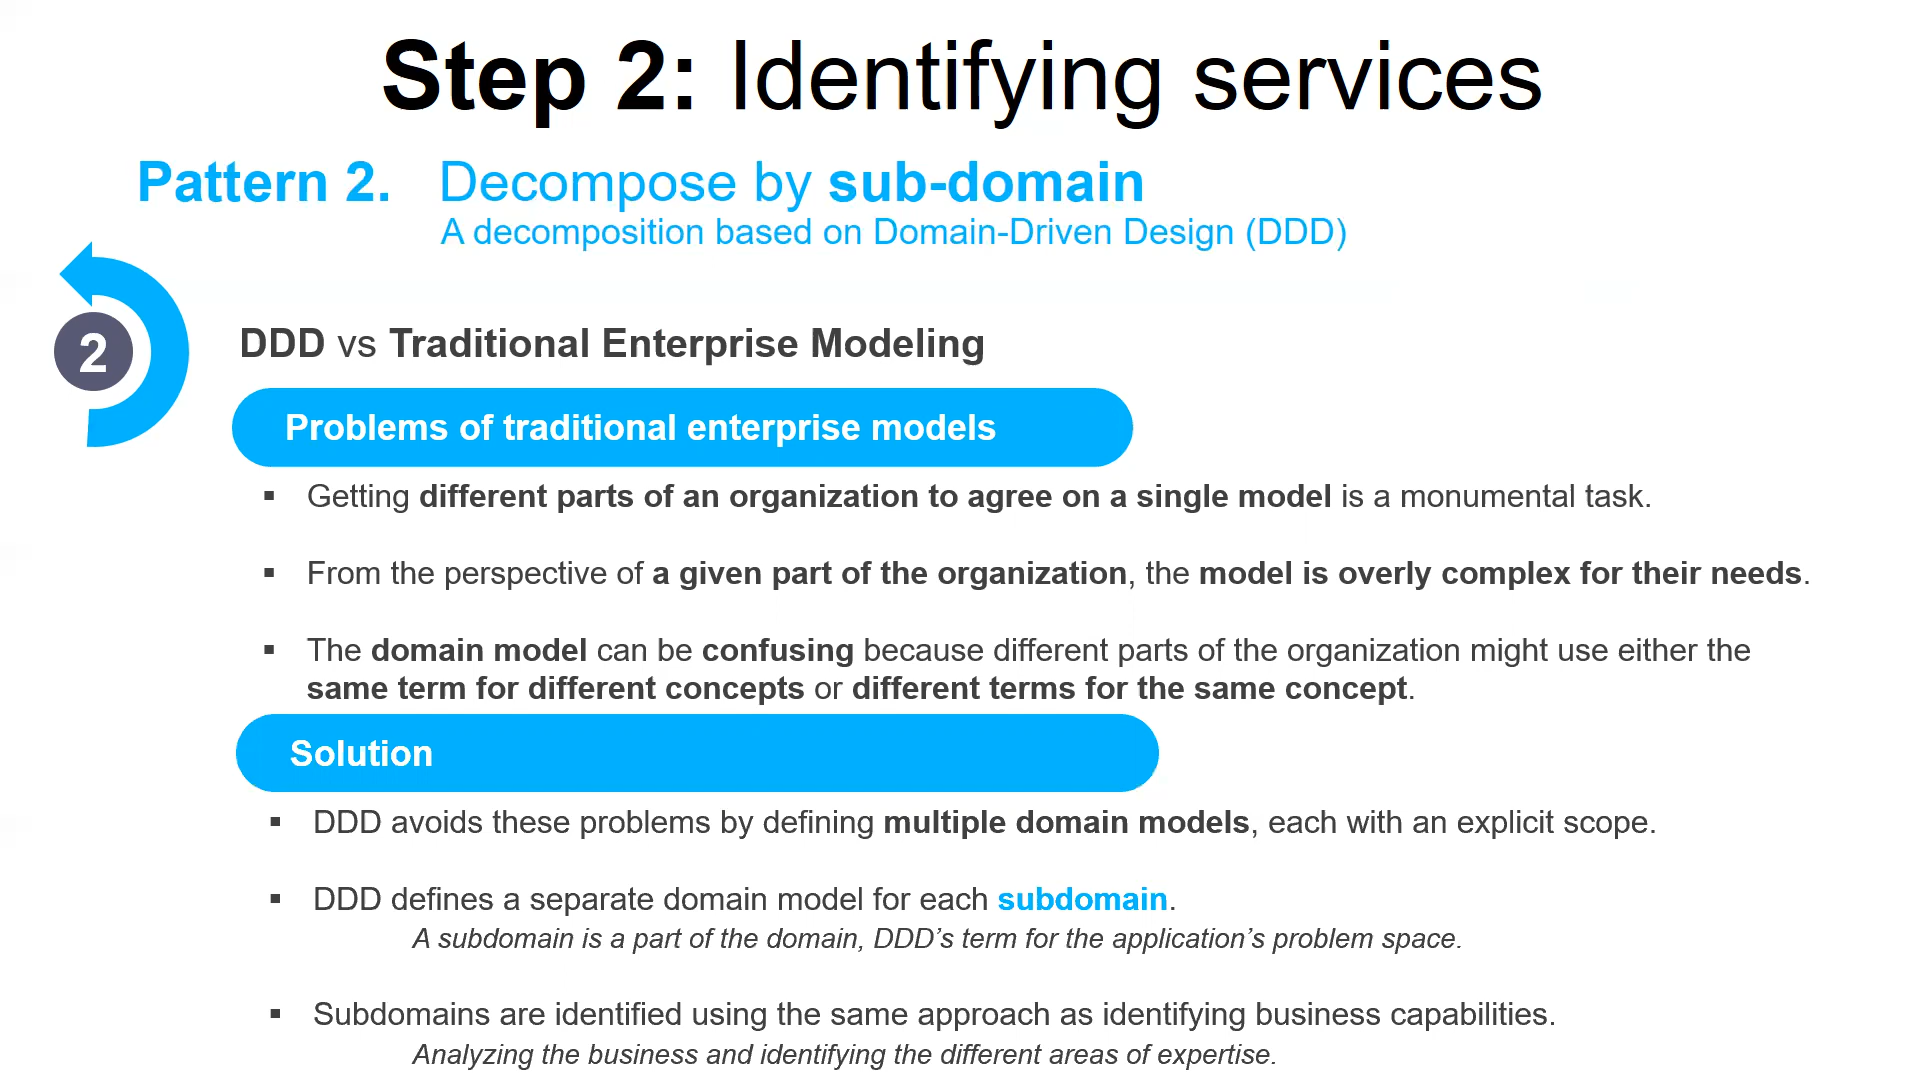 Step 2: Identifying services
Pattern 2. Decompose by sub-domain
A decomposition based on Domain-Driven Design (DDD)
2
DDD vs Traditional Enterprise Modeling
Problems of traditional enterprise models
▪ Getting different parts of an organization to agree on a single model is a monumental task.
▪ From the perspective of a given part of the organization, the model is overly complex for their needs.
▪ The domain model can be confusing because different parts of the organization might use either the
same term for different concepts or different terms for the same concept.
Solution
▪ DDD avoids these problems by defining multiple domain models, each with an explicit scope.
▪ DDD defines a separate domain model for each subdomain.
A subdomain is a part of the domain, DDD’s term for the application’s problem space.
▪ Subdomains are identified using the same approach as identifying business capabilities.
Analyzing the business and identifying the different areas of expertise.